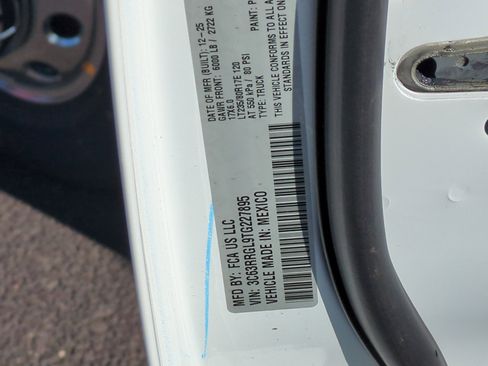 MFD BY: FCA US LLC
DATE OF MFR (BUILT): 12-25
GAWR FRONT: 6000 LB / 2722 KG
17X6.0
LT235/80R17E 120
AT 550 kPa / 80 PSI
TYPE: TRUCK
PAINT: P
THIS VEHICLE CONFORMS TO ALL A
STANDARDS IN EFFECT ON
VIN: 3C63RRGL9TG227895
VEHICLE MADE IN: MEXICO